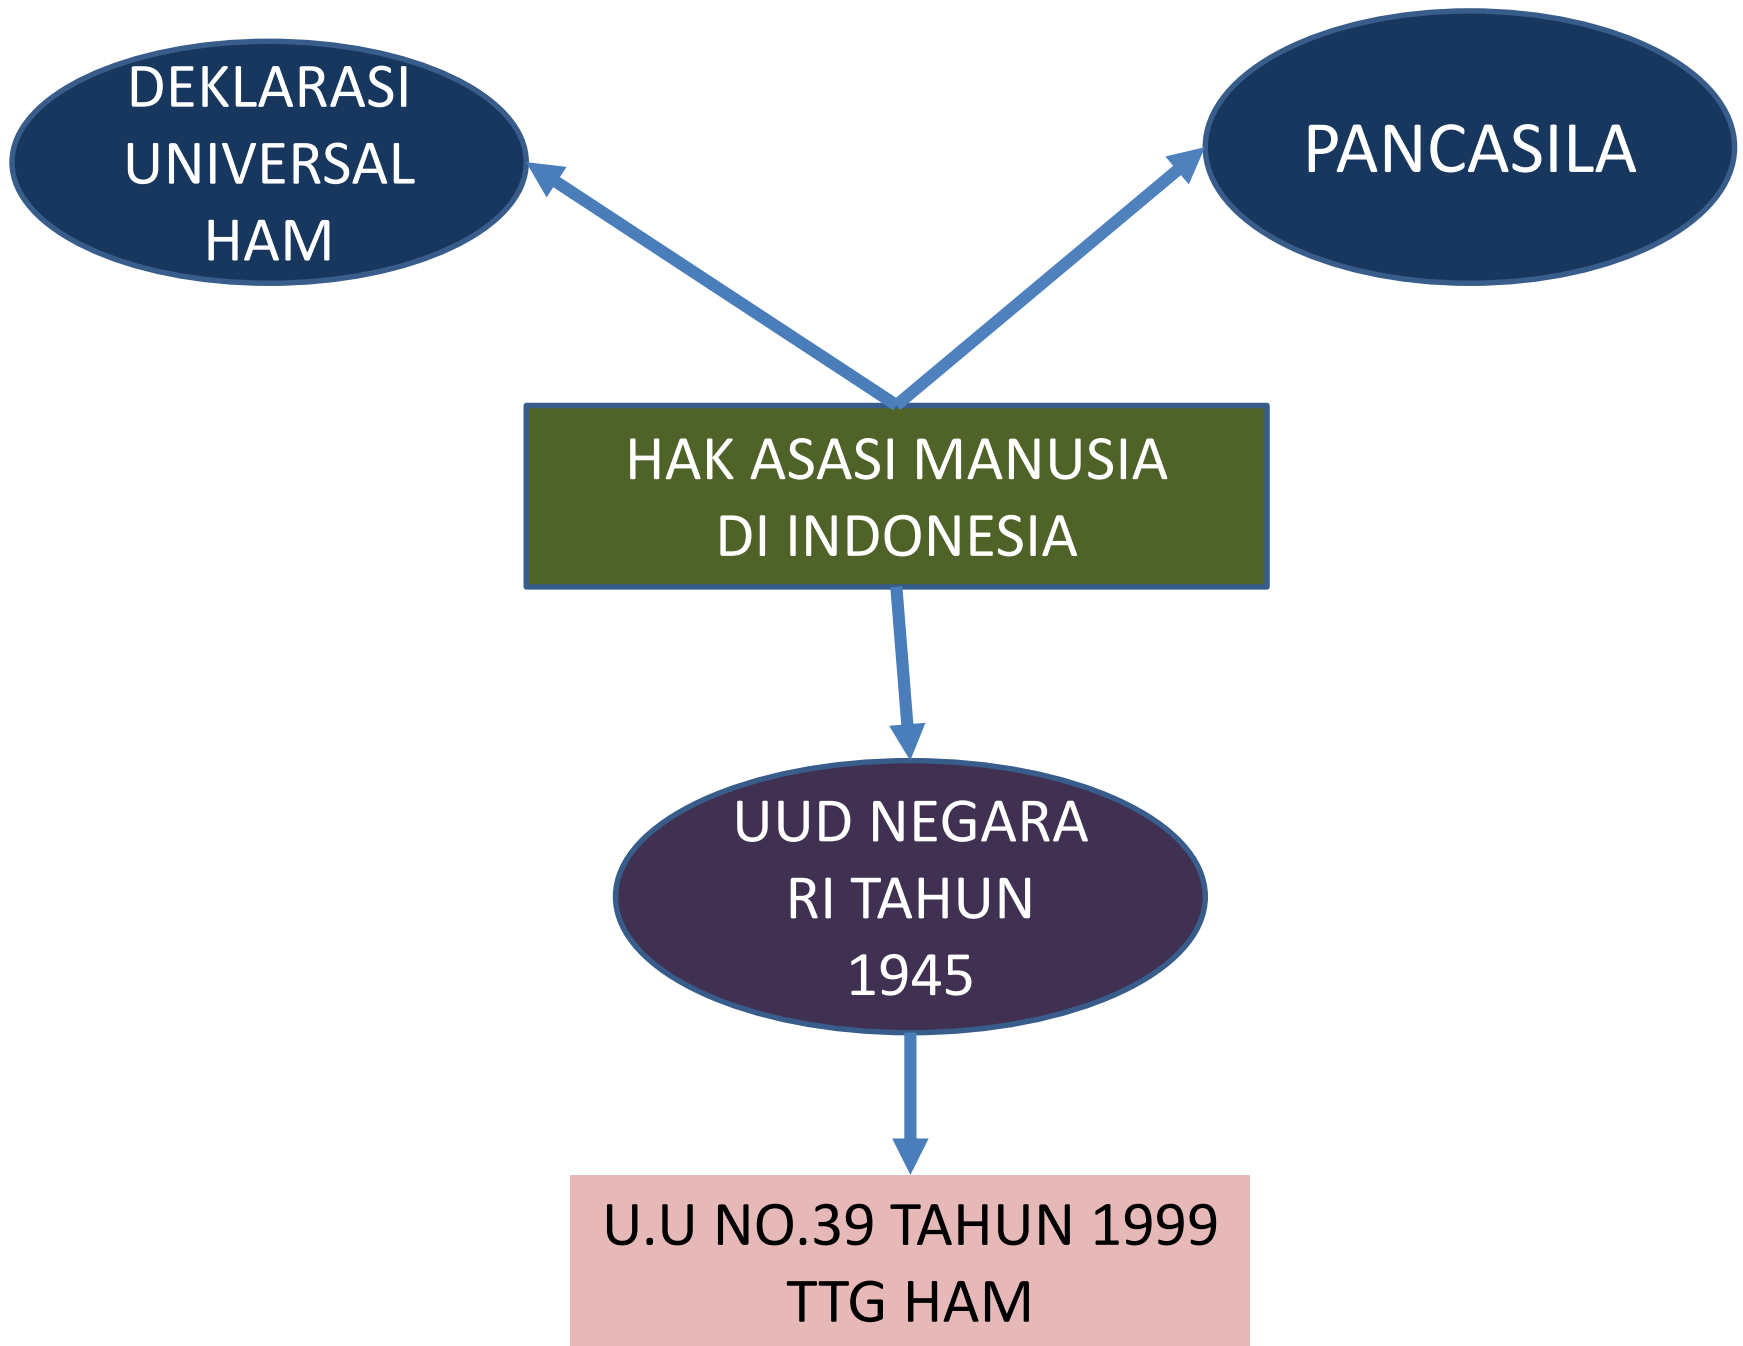 DEKLARASI
UNIVERSAL
HAM
PANCASILA
HAK ASASI MANUSIA
DI INDONESIA
UUD NEGARA
RI TAHUN
1945
U.U NO.39 TAHUN 1999
TTG HAM